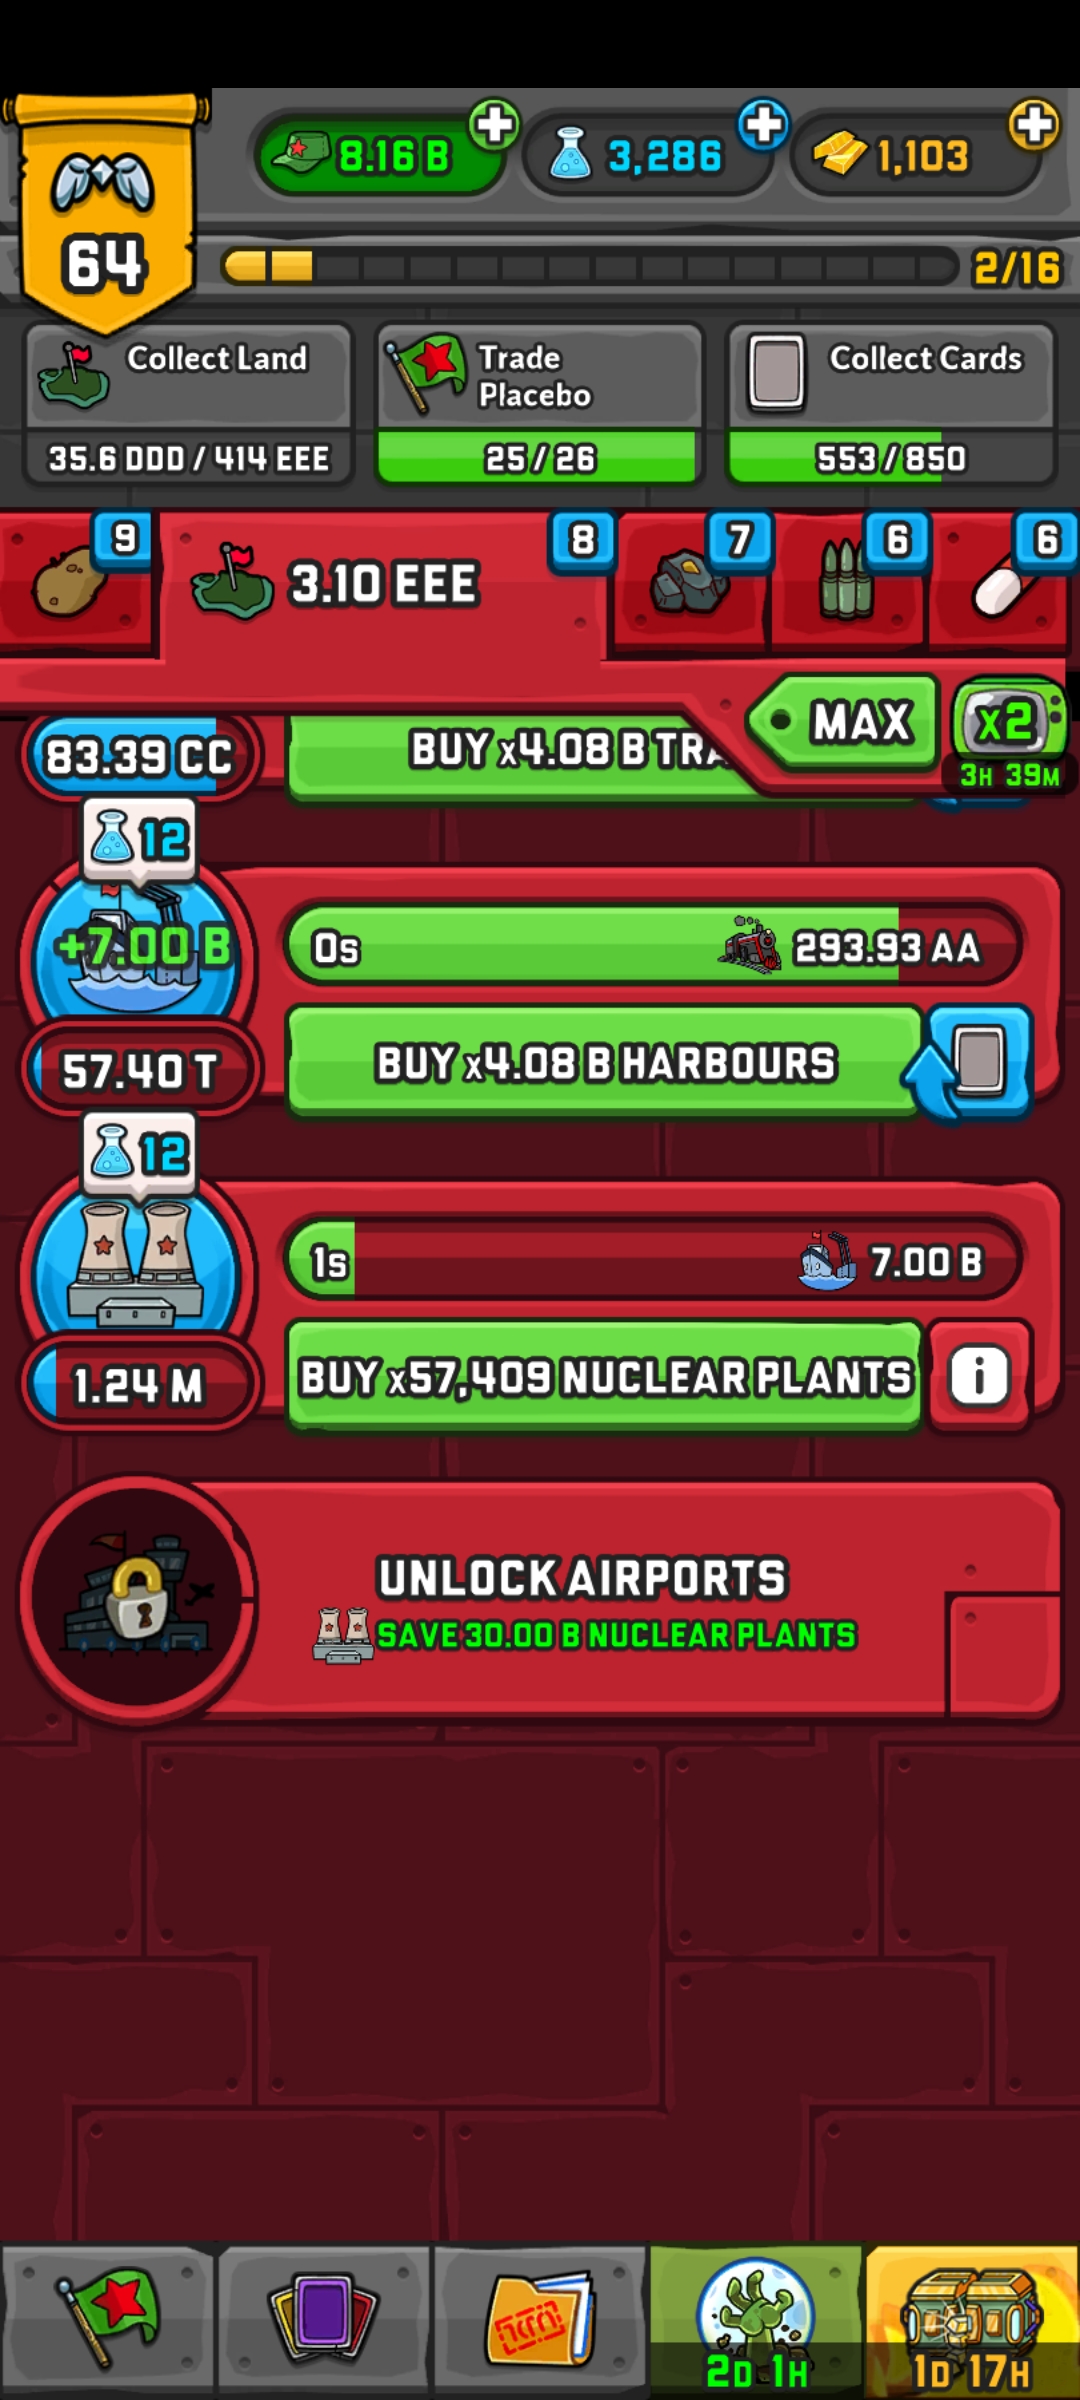 64
8.16 B
3,286
1,103
2/16
Collect Land
35.6 DDD / 414 EEE
Trade
Placebo
25 / 26
Collect Cards
553 / 850
9
3.10 EEE
8
7
6
6
MAX
x2
3H 39M
83.39 CC
BUY x4.08 B TRA
12
+7.00 B
0s
293.93 AA
57.40 T
BUY x4.08 B HARBOURS
12
1s
7.00 B
1.24 M
BUY x57,409 NUCLEAR PLANTS
i
UNLOCK AIRPORTS
SAVE 30.00 B NUCLEAR PLANTS
2D 1H
1D 17H